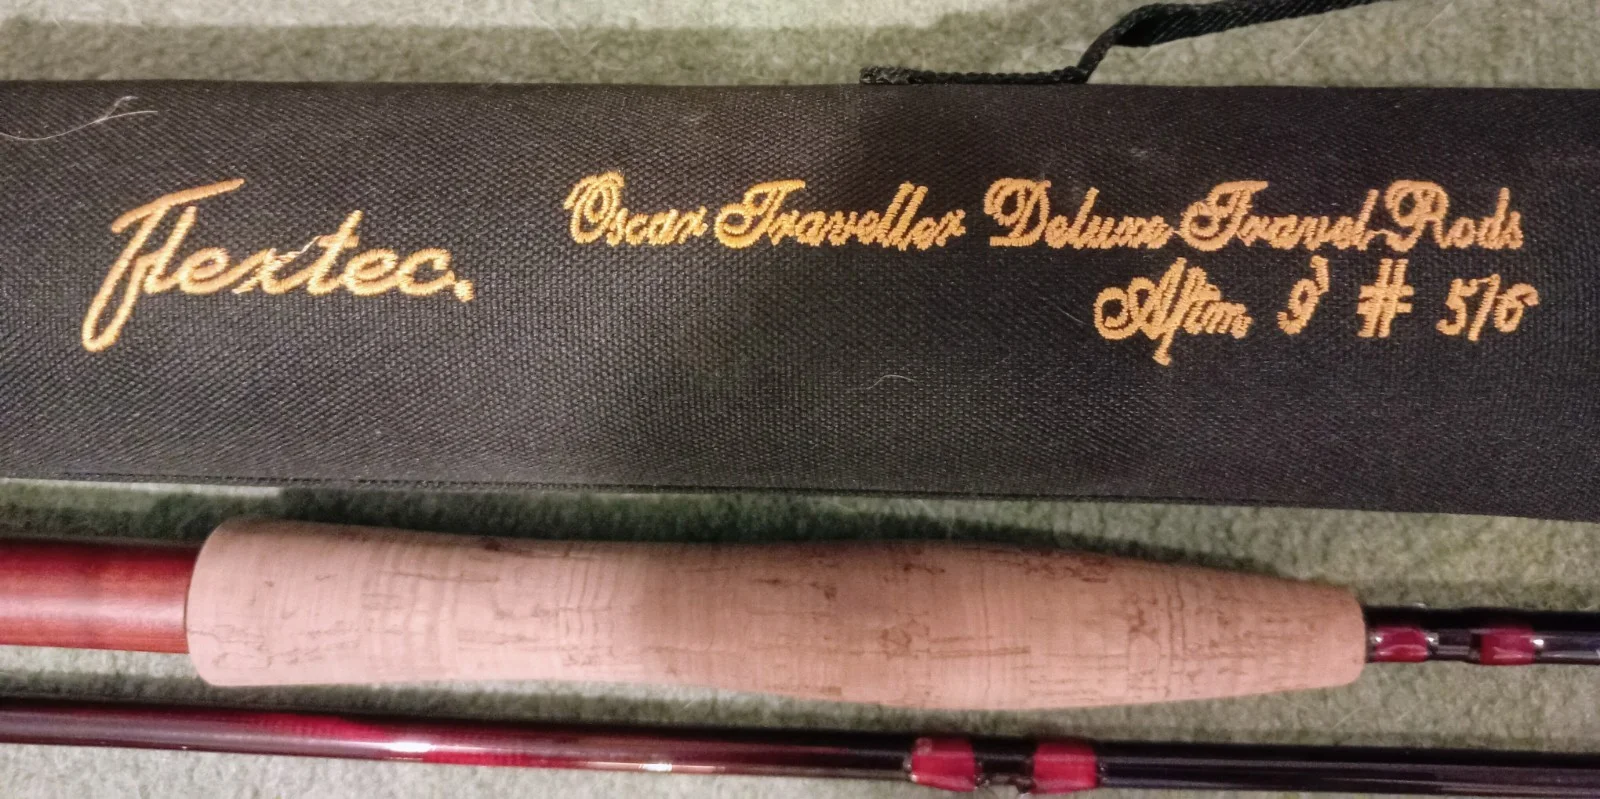 Flextec.
Oscar Traveller Deluxe Travel Rods
Aftm 9' # 5/6